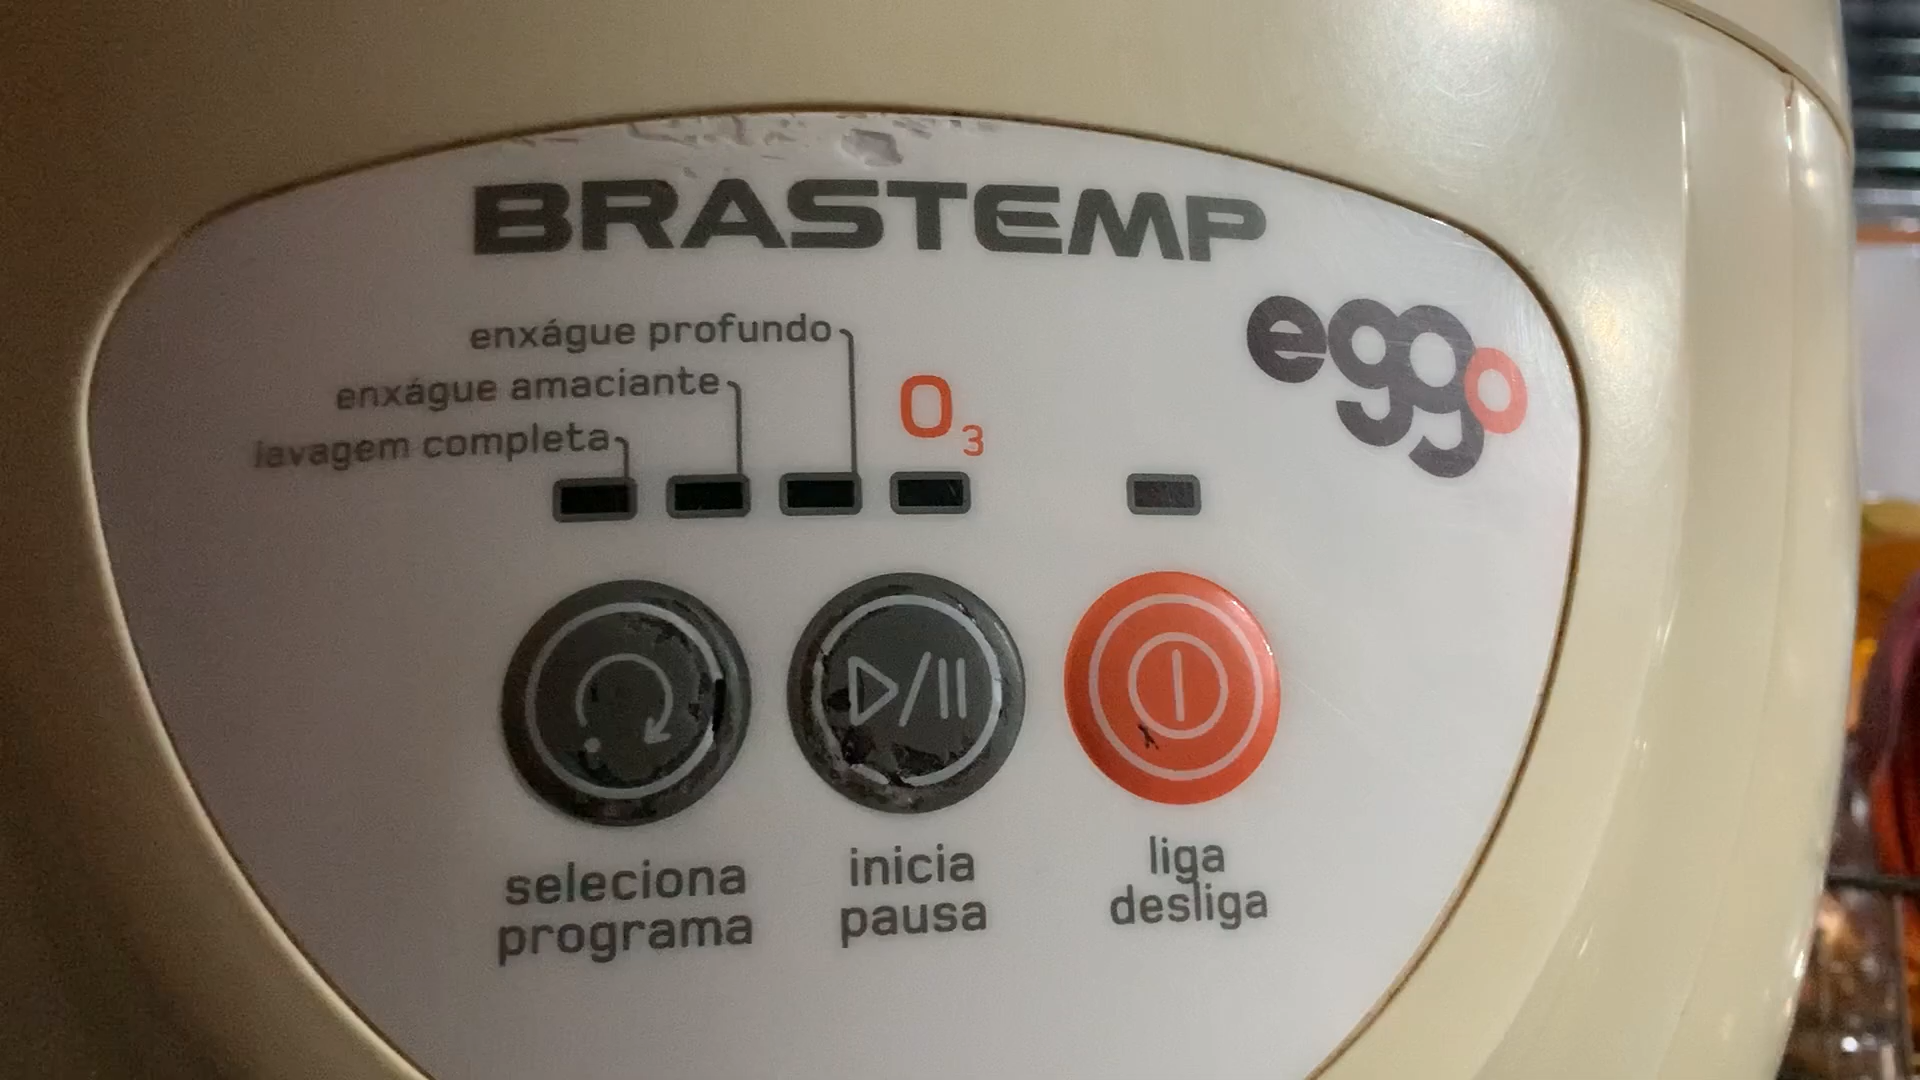 BRASTEMP
eggo
enxágue profundo
enxágue amaciante
lavagem completa
O3
seleciona
programa
inicia
pausa
liga
desliga